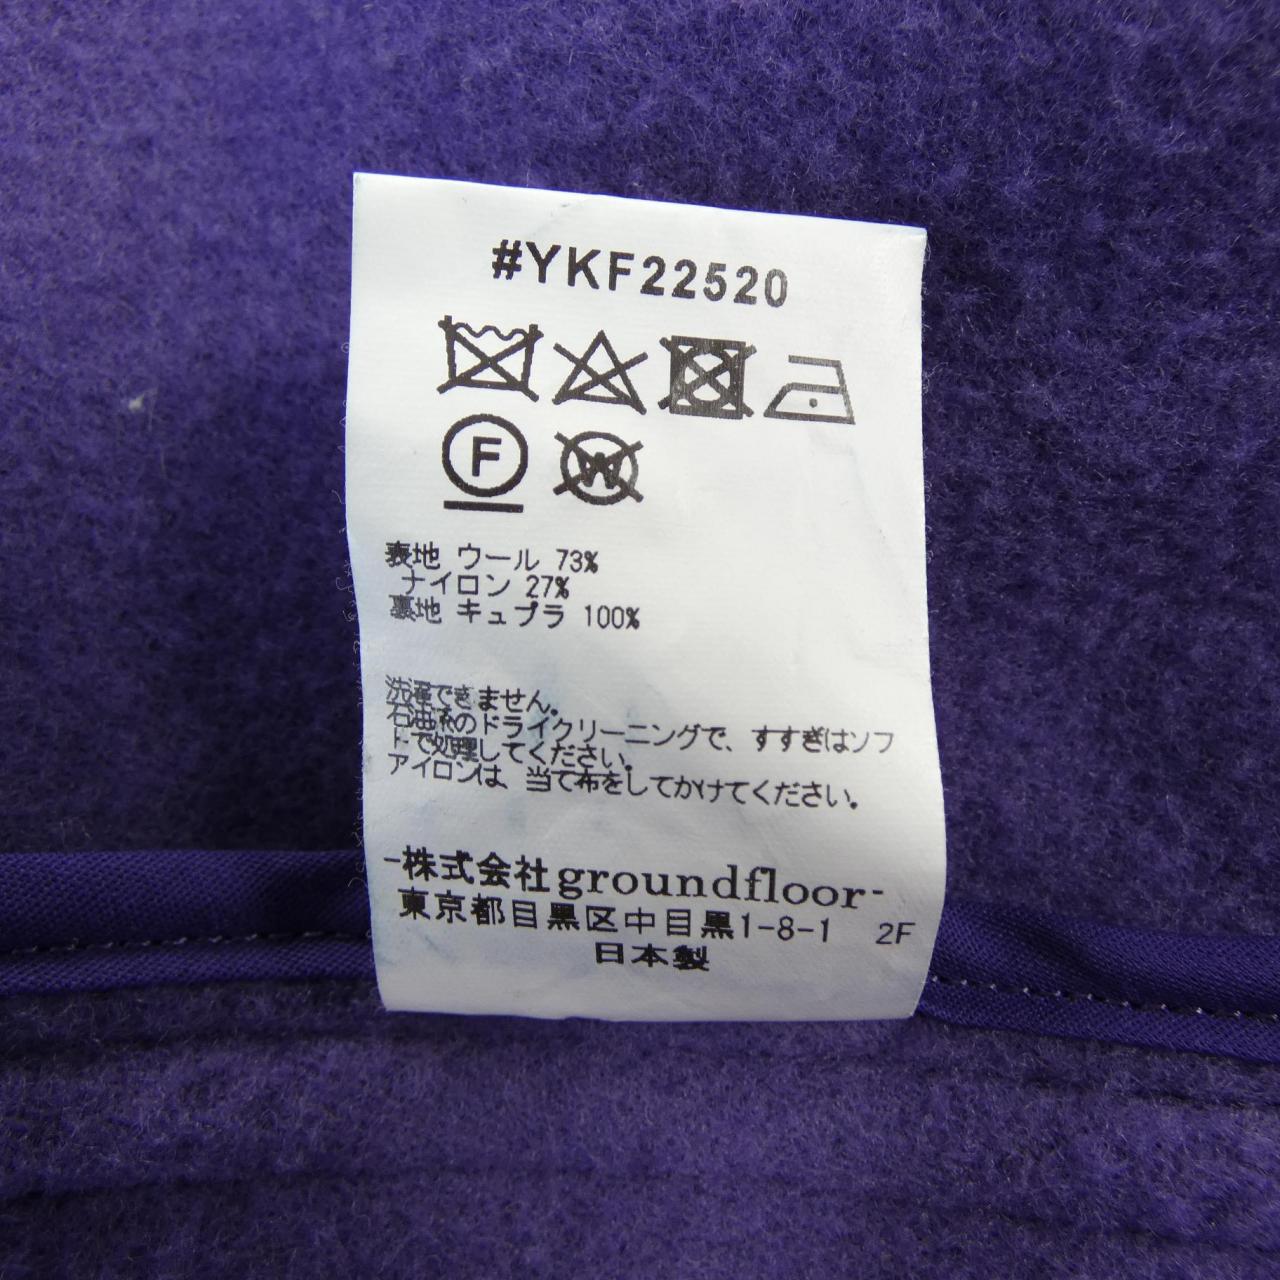 #YKF22520
F
W
表地 ウール 73%
ナイロン 27%
裏地 キュプラ 100%
洗濯できません。
石油系のドライクリーニングで、すすぎはソフ
トで処理してください。
アイロンは、当て布をしてかけてください。
-株式会社groundfloor-
東京都目黒区中目黒1-8-1 2F
日本製